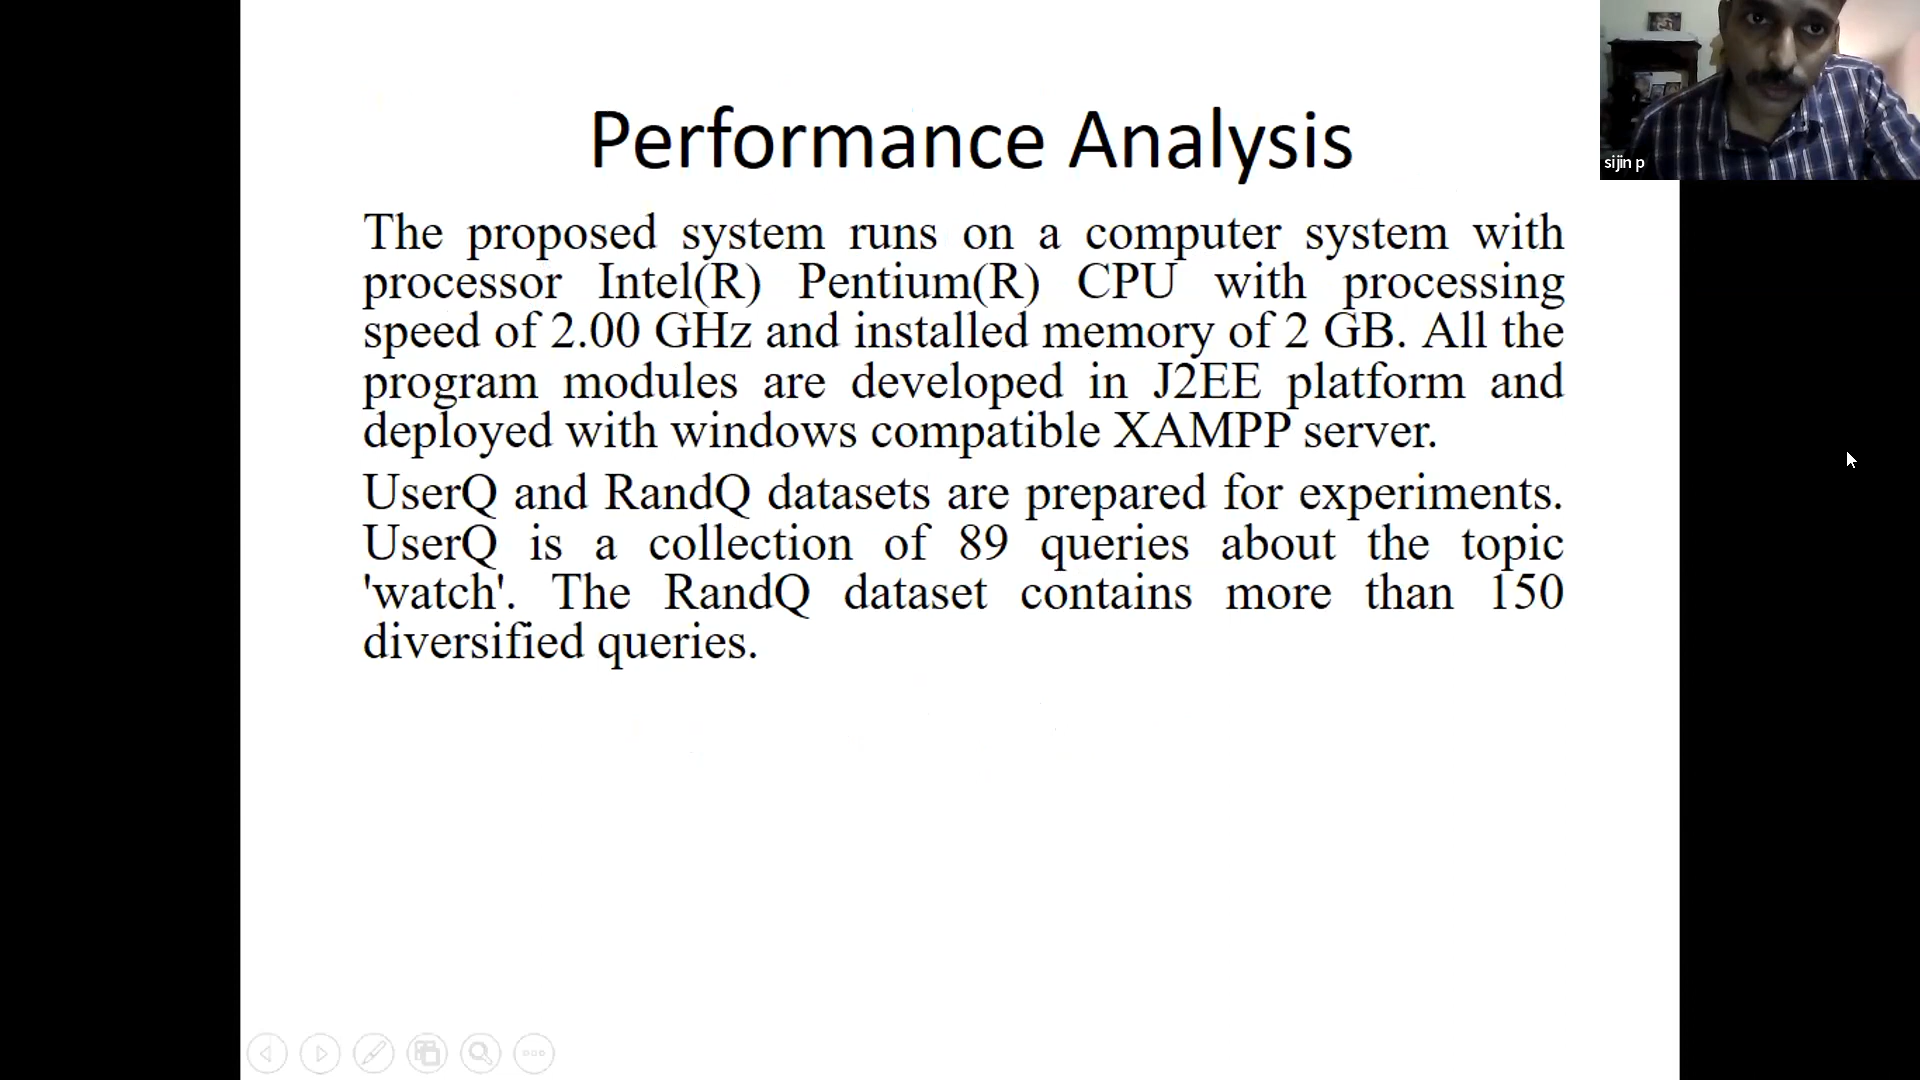 Performance Analysis
sijin p
The proposed system runs on a computer system with
processor Intel(R) Pentium(R) CPU with processing
speed of 2.00 GHz and installed memory of 2 GB. All the
program modules are developed in J2EE platform and
deployed with windows compatible XAMPP server.
UserQ and RandQ datasets are prepared for experiments.
UserQ is a collection of 89 queries about the topic
'watch'. The RandQ dataset contains more than 150
diversified queries.